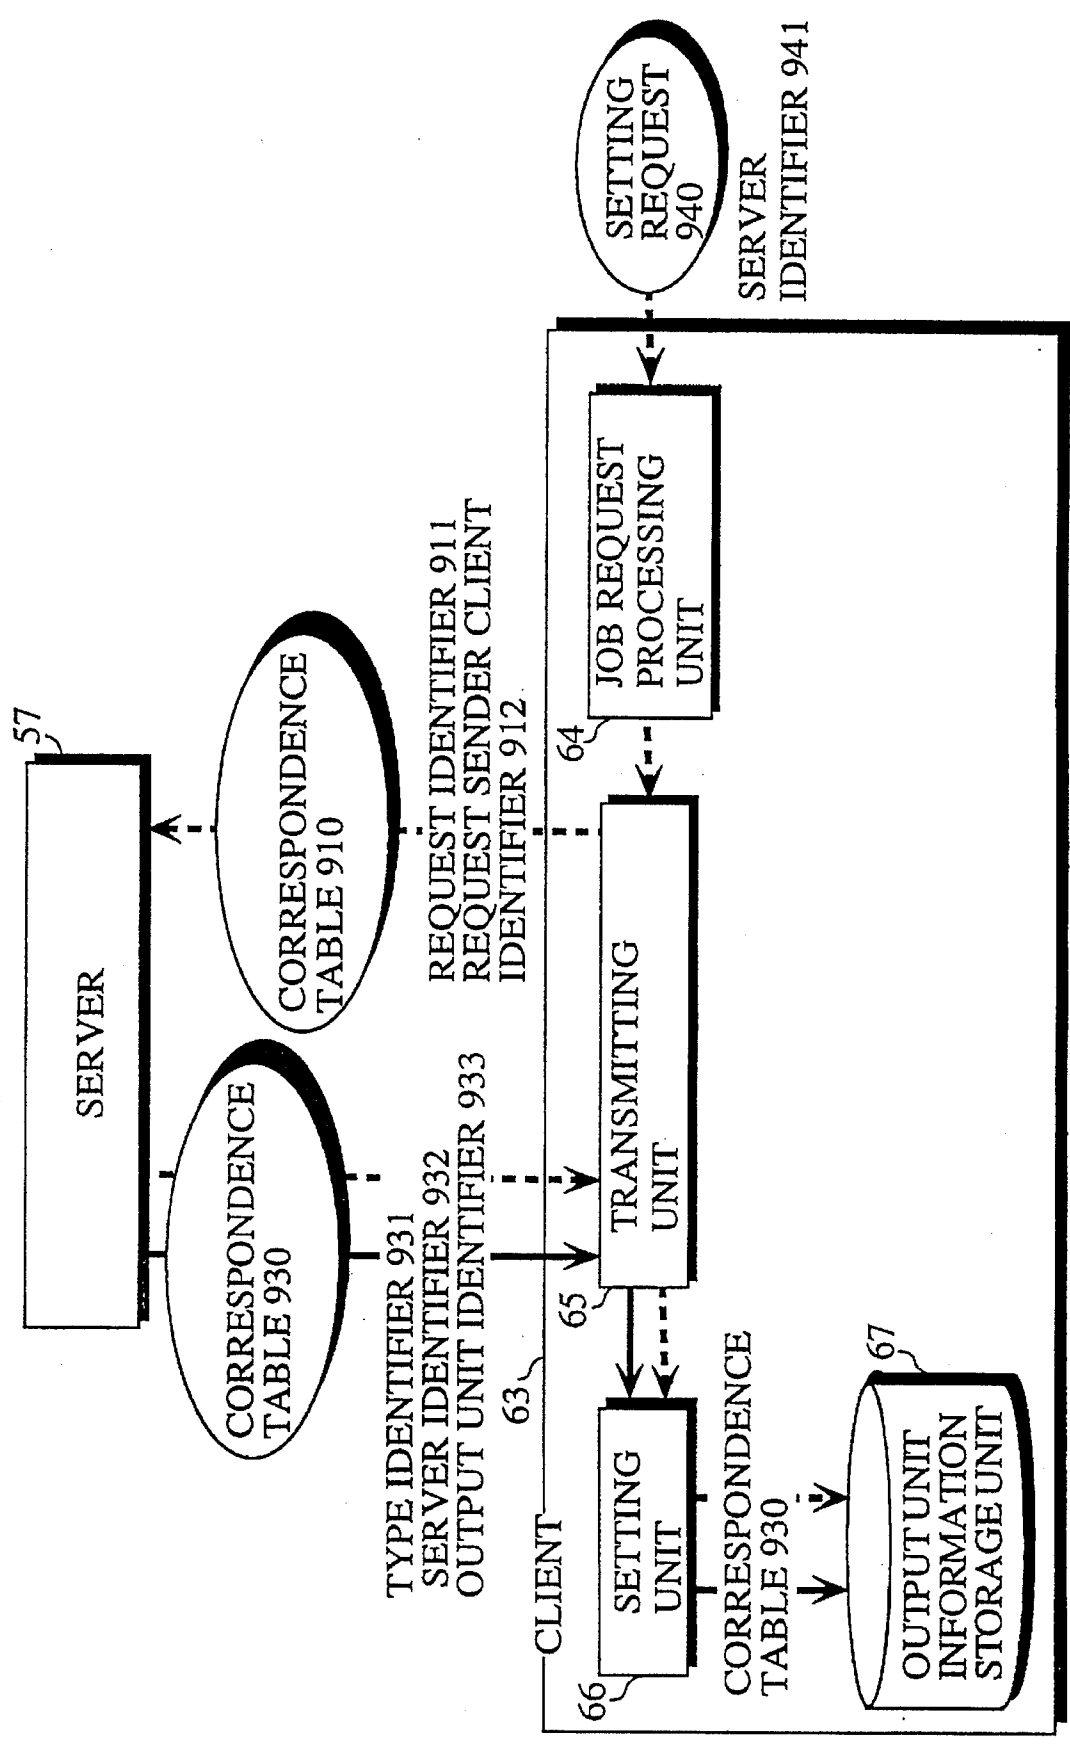 57
SERVER
CORRESPONDENCE
TABLE 930
CORRESPONDENCE
TABLE 910
TYPE IDENTIFIER 931
SERVER IDENTIFIER 932
OUTPUT UNIT IDENTIFIER 933
REQUEST IDENTIFIER 911
REQUEST SENDER CLIENT
IDENTIFIER 912
CLIENT
63
66
SETTING
UNIT
65
TRANSMITTING
UNIT
64
JOB REQUEST
PROCESSING
UNIT
SETTING
REQUEST
940
SERVER
IDENTIFIER 941
CORRESPONDENCE
TABLE 930
67
OUTPUT UNIT
INFORMATION
STORAGE UNIT